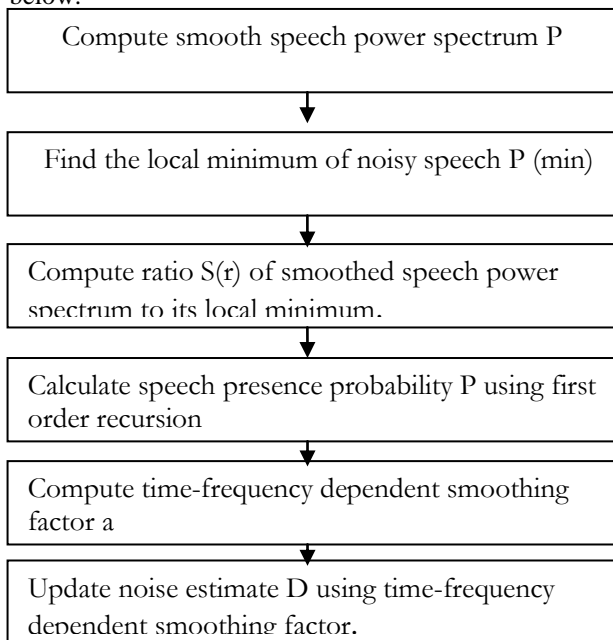 below:
Compute smooth speech power spectrum P
Find the local minimum of noisy speech P (min)
Compute ratio S(r) of smoothed speech power
spectrum to its local minimum.
Calculate speech presence probability P using first
order recursion
Compute time-frequency dependent smoothing
factor a
Update noise estimate D using time-frequency
dependent smoothing factor.